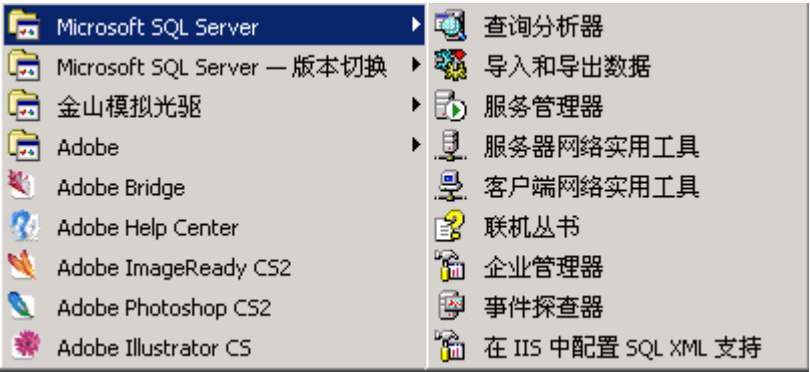 Microsoft SQL Server
Microsoft SQL Server — 版本切换
金山模拟光驱
Adobe
Adobe Bridge
Adobe Help Center
Adobe ImageReady CS2
Adobe Photoshop CS2
Adobe Illustrator CS
查询分析器
导入和导出数据
服务管理器
服务器网络实用工具
客户端网络实用工具
联机丛书
企业管理器
事件探查器
在 IIS 中配置 SQL XML 支持